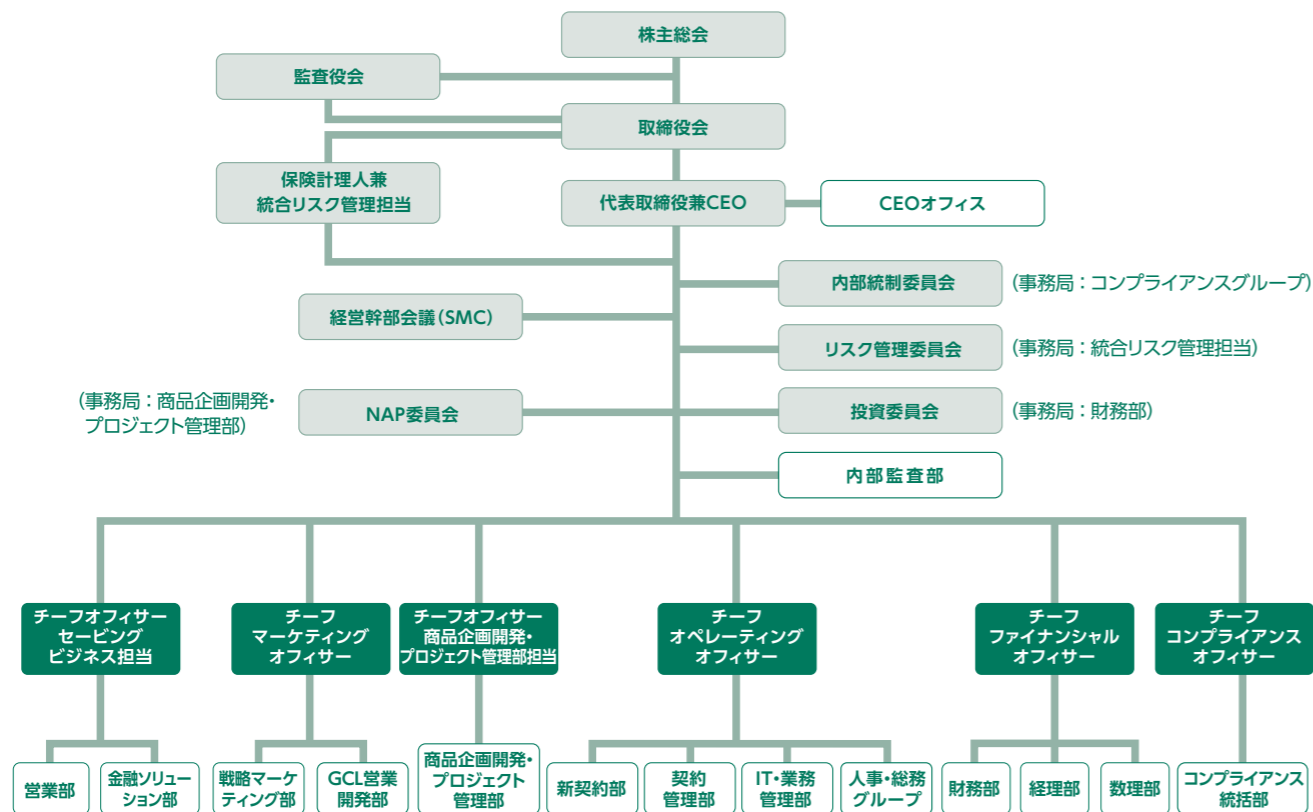 株主総会
監査役会
取締役会
保険計理人兼
統合リスク管理担当
代表取締役兼CEO
CEOオフィス
内部統制委員会
(事務局:コンプライアンスグループ)
経営幹部会議(SMC)
リスク管理委員会
(事務局:統合リスク管理担当)
(事務局:商品企画開発・
プロジェクト管理部)
NAP委員会
投資委員会
(事務局:財務部)
内部監査部
チーフオフィサー
セービング
ビジネス担当
チーフ
マーケティング
オフィサー
チーフオフィサー
商品企画開発・
プロジェクト管理部担当
チーフ
オペレーティング
オフィサー
チーフ
ファイナンシャル
オフィサー
チーフ
コンプライアンス
オフィサー
営業部
金融ソリュー
ション部
戦略マーケ
ティング部
GCL営業
開発部
商品企画開発・
プロジェクト
管理部
新契約部
契約
管理部
IT・業務
管理部
人事・総務
グループ
財務部
経理部
数理部
コンプライアンス
統括部